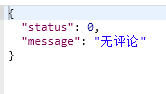 {
  "status": 0,
  "message": "无评论"
}